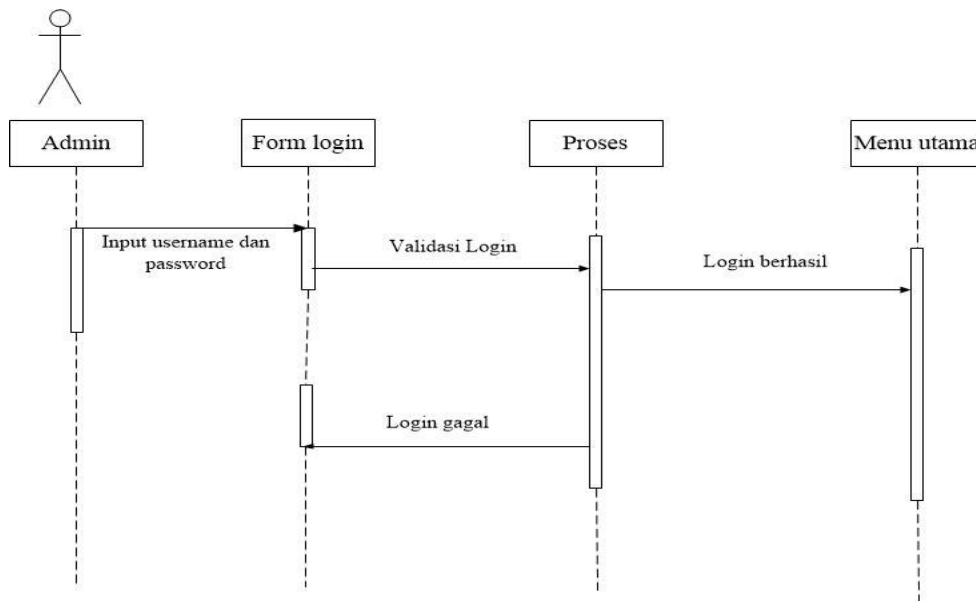 Admin
Form login
Proses
Menu utama
Input username dan
password
Validasi Login
Login berhasil
Login gagal